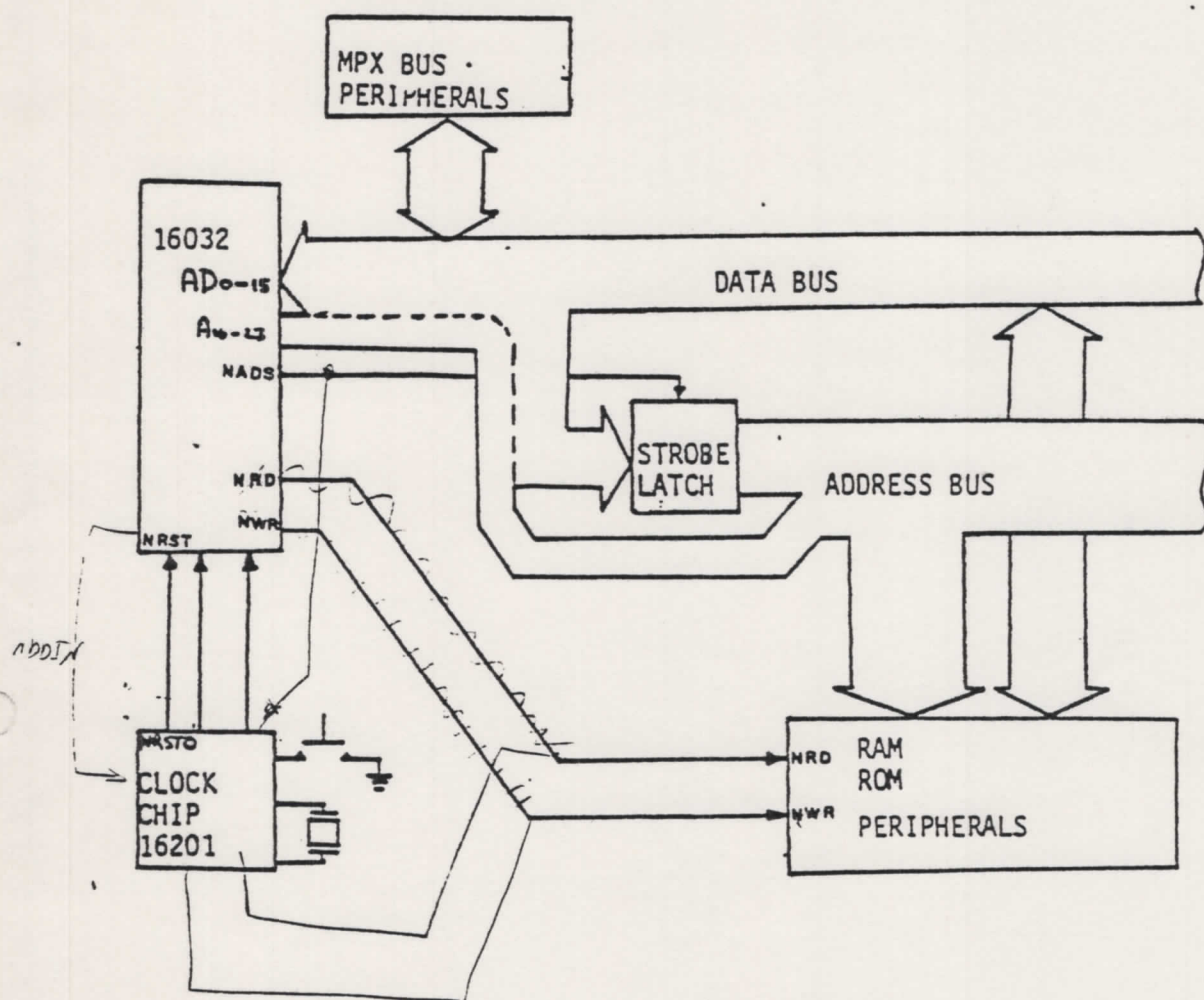 MPX BUS
PERIPHERALS
16032
AD0-15
A16-23
NADS
NRD
NWR
NRST
DATA BUS
STROBE
LATCH
ADDRESS BUS
NRSTO
CLOCK
CHIP
16201
NRD
NWR
RAM
ROM
PERIPHERALS